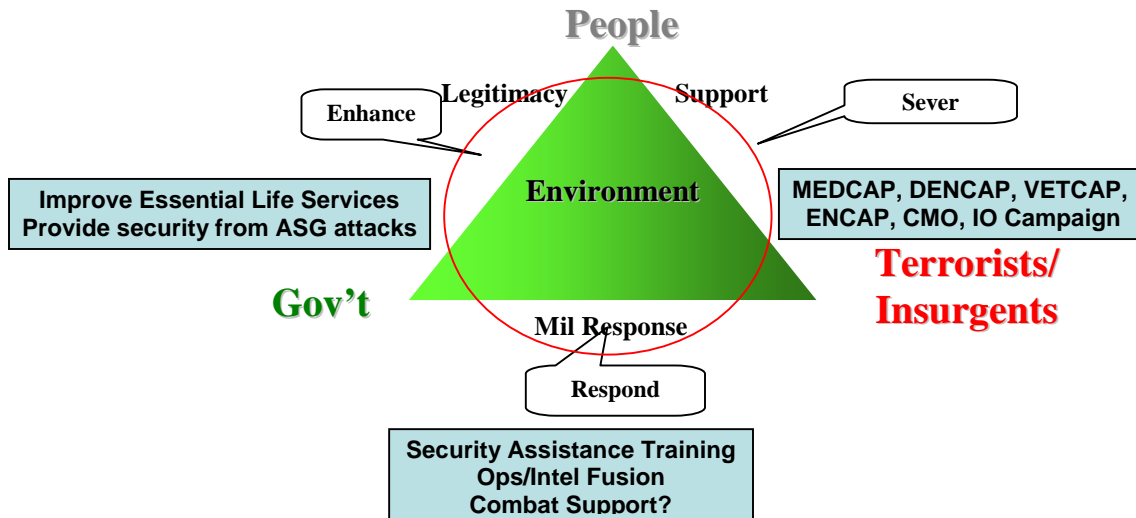 People
Legitimacy
Support
Enhance
Sever
Environment
Improve Essential Life Services
Provide security from ASG attacks
MEDCAP, DENCAP, VETCAP,
ENCAP, CMO, IO Campaign
Gov't
Terrorists/
Insurgents
Mil Response
Respond
Security Assistance Training
Ops/Intel Fusion
Combat Support?